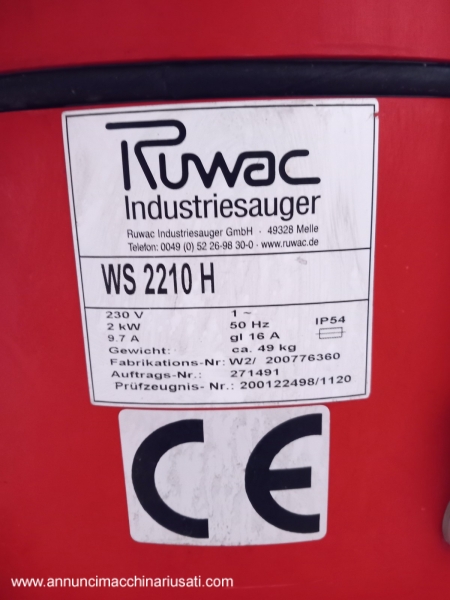 Ruwac
Industriesauger
Ruwac Industriesauger GmbH · 49328 Melle
Telefon: 0049 (0) 52 26-98 30-0 · www.ruwac.de
WS 2210 H
230 V 1 ~
2 kW 50 Hz IP54
9.7 A gl 16 A
Gewicht: ca. 49 kg
Fabrikations-Nr: W2/ 200776360
Auftrags-Nr.: 271491
Prüfzeugnis- Nr.: 200122498/1120
CE
www.annuncimacchinariusati.com